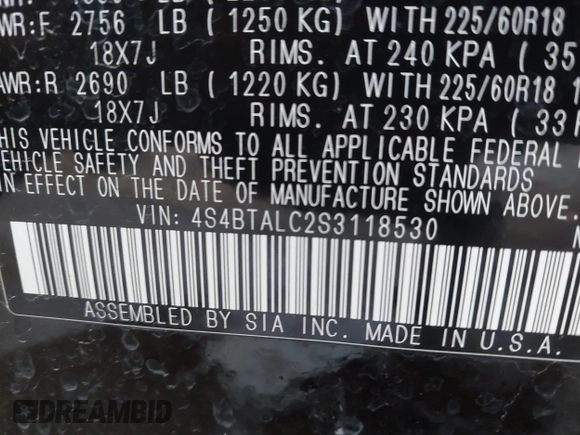 WR:F 2756 LB ( 1250 KG) WITH 225/60R18
18X7J RIMS. AT 240 KPA ( 35
AWR:R 2690 LB ( 1220 KG) WITH 225/60R18 1
18X7J RIMS. AT 230 KPA ( 33
THIS VEHICLE CONFORMS TO ALL APPLICABLE FEDERAL
VEHICLE SAFETY AND THEFT PREVENTION STANDARDS
IN EFFECT ON THE DATE OF MANUFACTURE SHOWN ABOVE.
VIN: 4S4BTALC2S3118530
ASSEMBLED BY SIA INC. MADE IN U.S.A.
DREAMBID